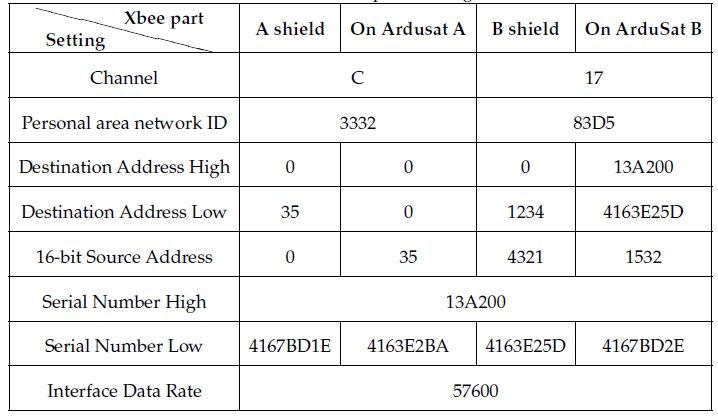 Xbee part
Setting
A shield On Ardusat A B shield On ArduSat B
Channel C 17
Personal area network ID 3332 83D5
Destination Address High 0 0 0 13A200
Destination Address Low 35 0 1234 4163E25D
16-bit Source Address 0 35 4321 1532
Serial Number High 13A200
Serial Number Low 4167BD1E 4163E2BA 4163E25D 4167BD2E
Interface Data Rate 57600